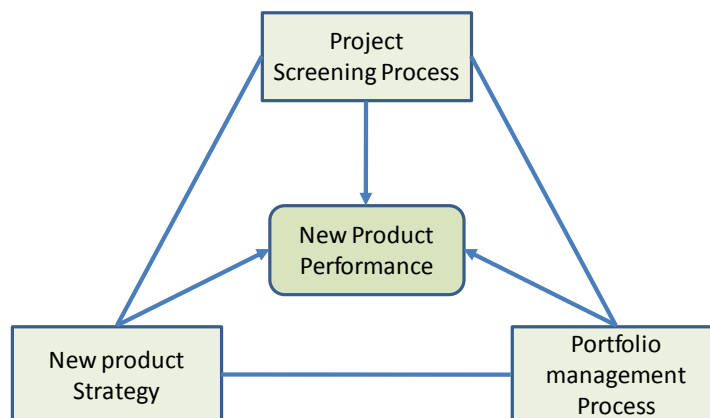 Project
Screening Process
New Product
Performance
New product
Strategy
Portfolio
management
Process